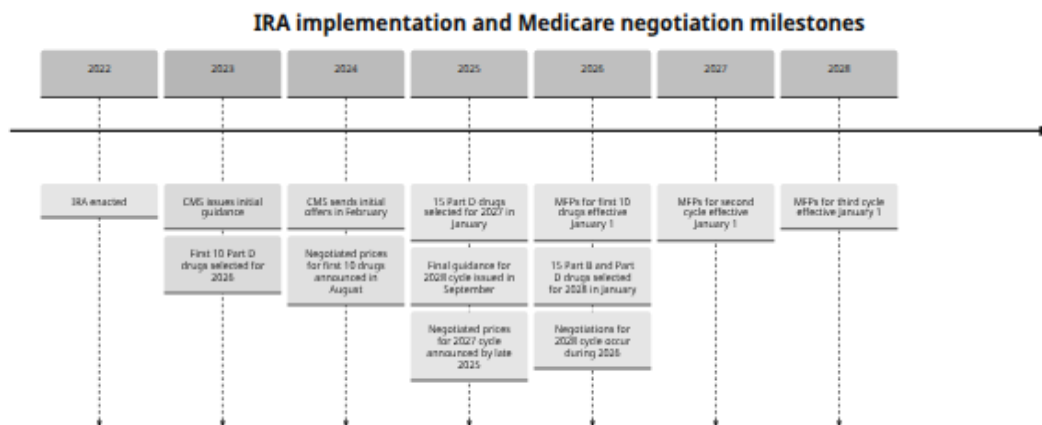 IRA implementation and Medicare negotiation milestones
2022
2023
2024
2025
2026
2027
2028
IRA enacted
CMS issues initial
guidance
First 10 Part D
drugs selected for
2026
CMS sends initial
offers in February
Negotiated prices
for first 10 drugs
announced in
August
15 Part D drugs
selected for 2027 in
January
Final guidance for
2028 cycle issued in
September
Negotiated prices
for 2027 cycle
announced by late
2025
MFPs for first 10
drugs effective
January 1
15 Part B and Part
D drugs selected
for 2028 in January
Negotiations for
2028 cycle occur
during 2026
MFPs for second
cycle effective
January 1
MFPs for third cycle
effective January 1